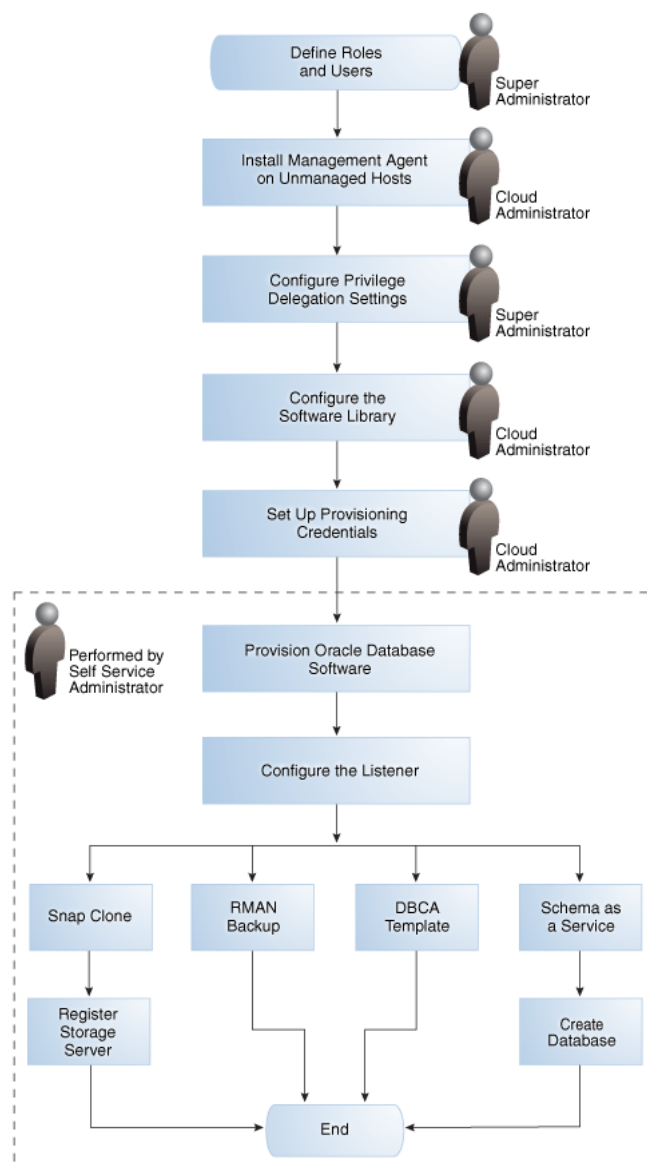 Define Roles
and Users
Super
Administrator
Install Management Agent
on Unmanaged Hosts
Cloud
Administrator
Configure Privilege
Delegation Settings
Super
Administrator
Configure the
Software Library
Cloud
Administrator
Set Up Provisioning
Credentials
Cloud
Administrator
Performed by
Self Service
Administrator
Provision Oracle Database
Software
Configure the Listener
Snap Clone
RMAN
Backup
DBCA
Template
Schema as
a Service
Register
Storage
Server
Create
Database
End